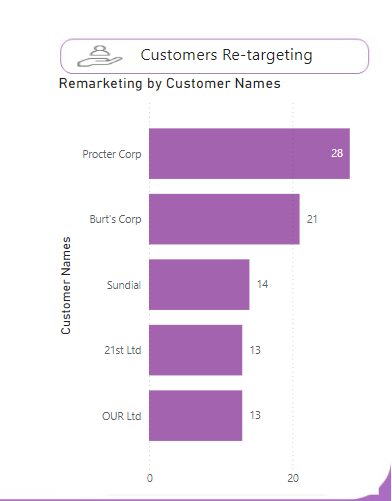 Customers Re-targeting
Remarketing by Customer Names
Customer Names
Procter Corp
28
Burt's Corp
21
Sundial
14
21st Ltd
13
OUR Ltd
13
0
20